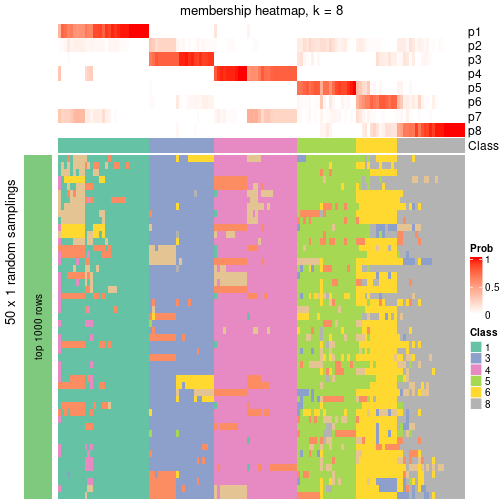 membership heatmap, k = 8
p1
p2
p3
p4
p5
p6
p7
p8
Class
50 x 1 random samplings
top 1000 rows
Prob
1
0.5
0
Class
1
3
4
5
6
8